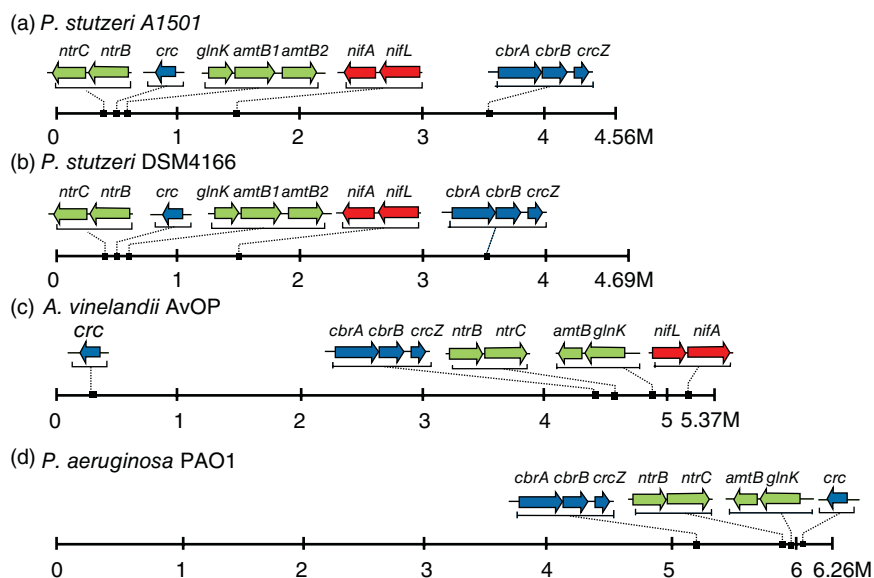 (a) P. stutzeri A1501
ntrC ntrB crc glnK amtB1 amtB2 nifA nifL cbrA cbrB crcZ
0 1 2 3 4 4.56M
(b) P. stutzeri DSM4166
ntrC ntrB crc glnK amtB1 amtB2 nifA nifL cbrA cbrB crcZ
0 1 2 3 4 4.69M
(c) A. vinelandii AvOP
crc cbrA cbrB crcZ ntrB ntrC amtB glnK nifL nifA
0 1 2 3 4 5 5.37M
(d) P. aeruginosa PAO1
cbrA cbrB crcZ ntrB ntrC amtB glnK crc
0 1 2 3 4 5 6 6.26M